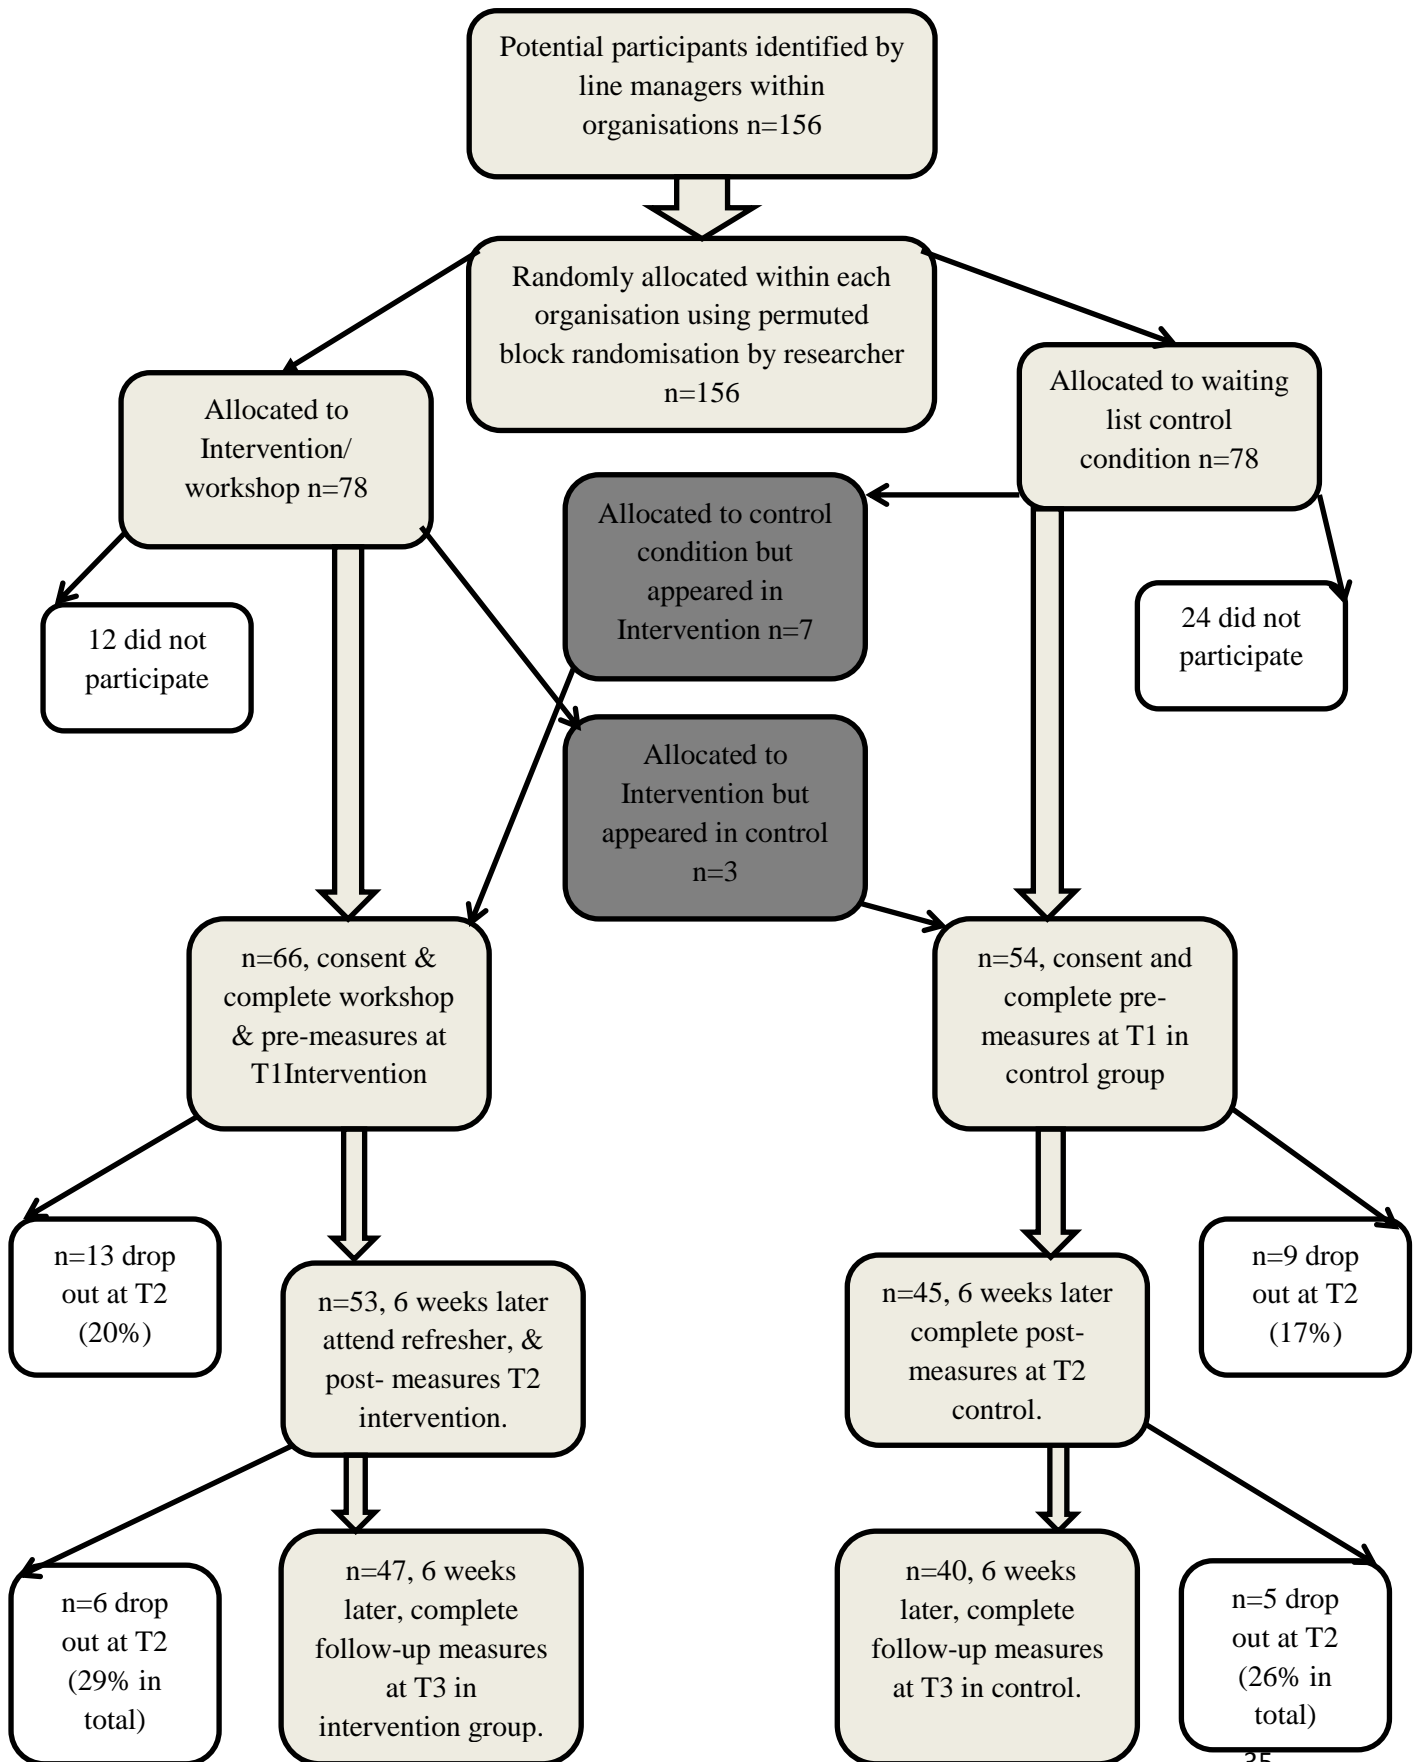 Potential participants identified by
line managers within
organisations n=156
Randomly allocated within each
organisation using permuted
block randomisation by researcher
n=156
Allocated to
Intervention/
workshop n=78
Allocated to waiting
list control
condition n=78
Allocated to control
condition but
appeared in
Intervention n=7
12 did not
participate
24 did not
participate
Allocated to
Intervention but
appeared in control
n=3
n=66, consent &
complete workshop
& pre-measures at
T1Intervention
n=54, consent and
complete pre-
measures at T1 in
control group
n=13 drop
out at T2
(20%)
n=53, 6 weeks later
attend refresher, &
post- measures T2
intervention.
n=45, 6 weeks later
complete post-
measures at T2
control.
n=9 drop
out at T2
(17%)
n=6 drop
out at T2
(29% in
total)
n=47, 6 weeks
later, complete
follow-up measures
at T3 in
intervention group.
n=40, 6 weeks
later, complete
follow-up measures
at T3 in control.
n=5 drop
out at T2
(26% in
total)